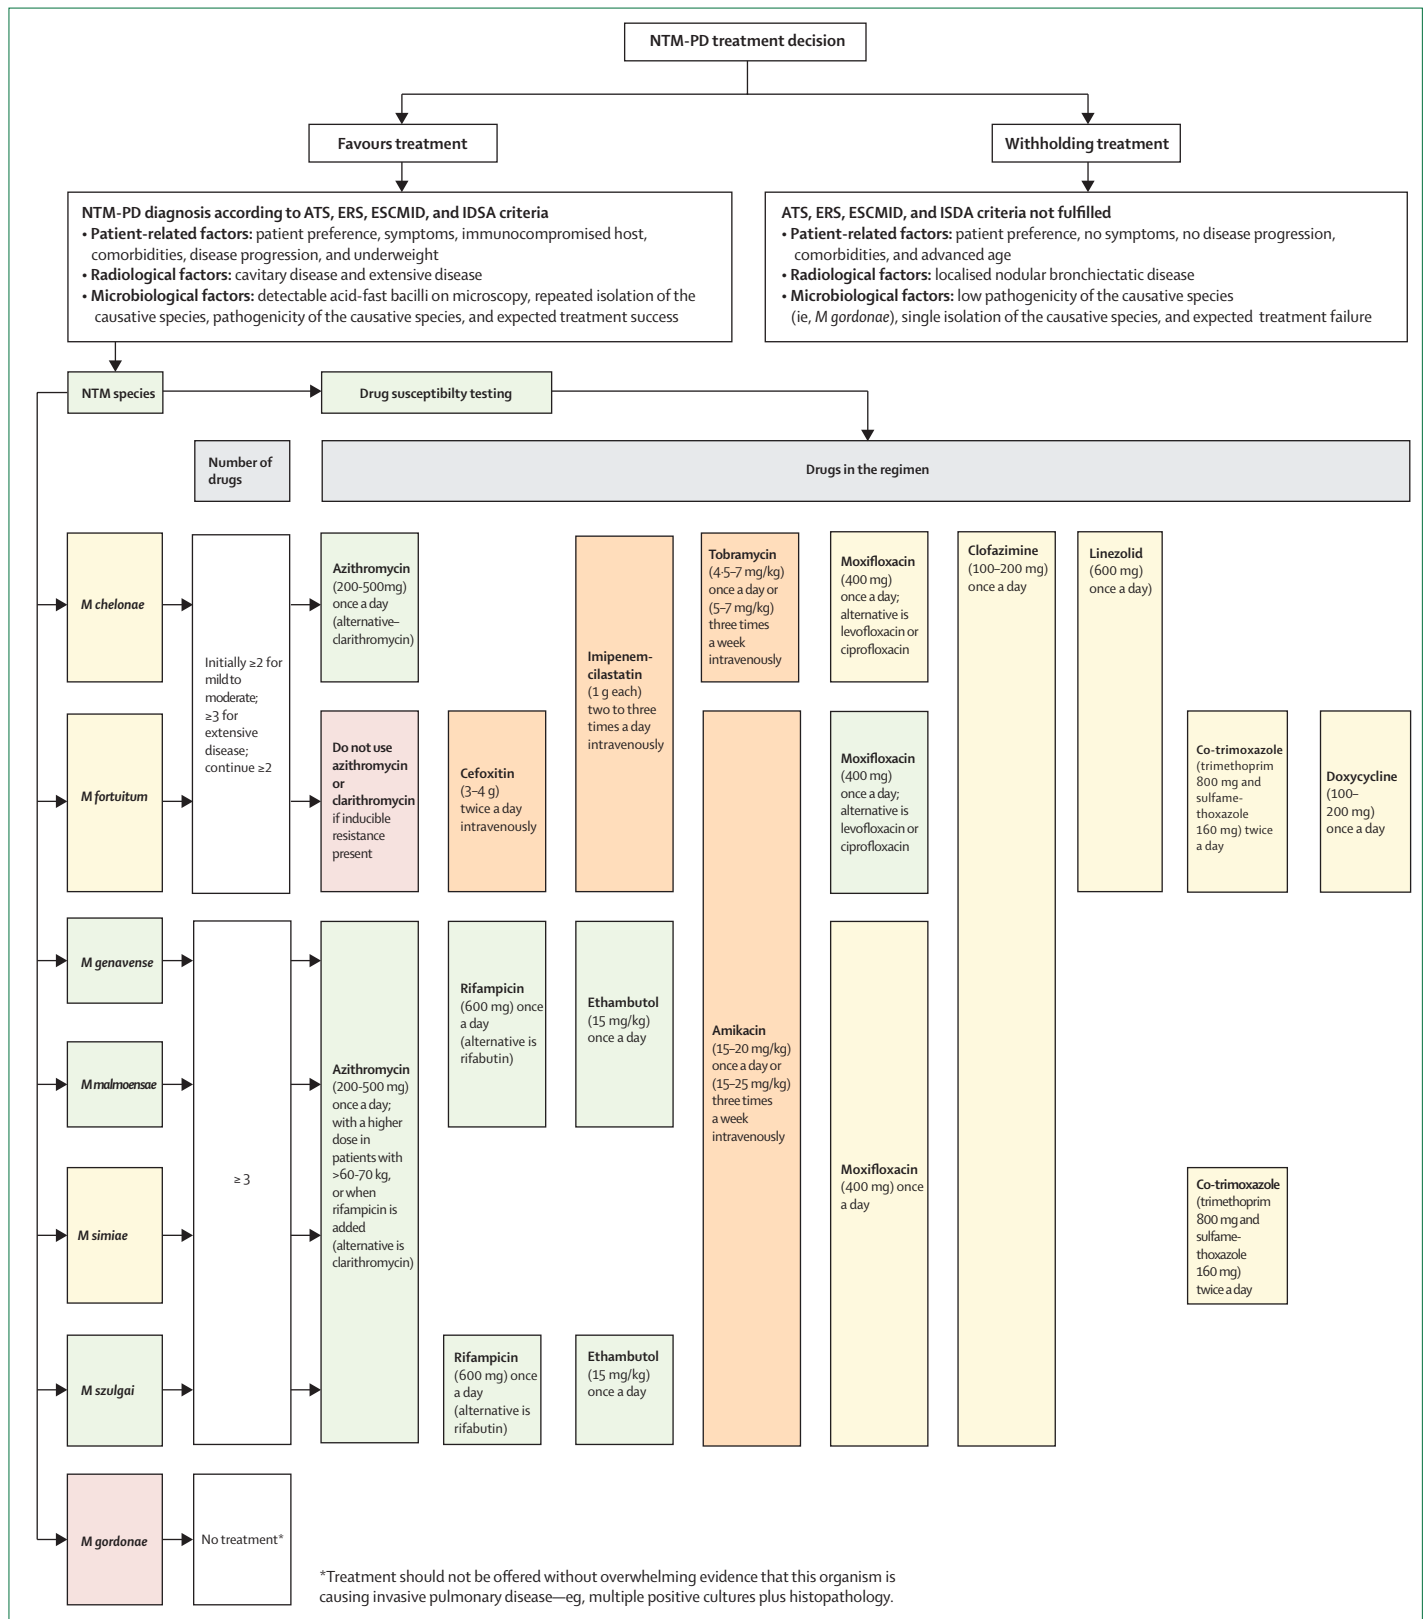 NTM-PD treatment decision
Favours treatment
Withholding treatment
NTM-PD diagnosis according to ATS, ERS, ESCMID, and IDSA criteria
• Patient-related factors: patient preference, symptoms, immunocompromised host,
comorbidities, disease progression, and underweight
• Radiological factors: cavitary disease and extensive disease
• Microbiological factors: detectable acid-fast bacilli on microscopy, repeated isolation of the
causative species, pathogenicity of the causative species, and expected treatment success
ATS, ERS, ESCMID, and ISDA criteria not fulfilled
• Patient-related factors: patient preference, no symptoms, no disease progression,
comorbidities, and advanced age
• Radiological factors: localised nodular bronchiectatic disease
• Microbiological factors: low pathogenicity of the causative species
(ie, M gordonae), single isolation of the causative species, and expected treatment failure
NTM species
Drug susceptibilty testing
Number of
drugs
Drugs in the regimen
M chelonae
Initially ≥2 for
mild to
moderate;
≥3 for
extensive
disease;
continue ≥2
Azithromycin
(200-500mg)
once a day
(alternative–
clarithromycin)
Imipenem-
cilastatin
(1 g each)
two to three
times a day
intravenously
Tobramycin
(4·5–7 mg/kg)
once a day or
(5–7 mg/kg)
three times
a week
intravenously
Moxifloxacin
(400 mg)
once a day;
alternative is
levofloxacin or
ciprofloxacin
Clofazimine
(100–200 mg)
once a day
Linezolid
(600 mg)
once a day)
M fortuitum
Do not use
azithromycin
or
clarithromycin
if inducible
resistance
present
Cefoxitin
(3–4 g)
twice a day
intravenously
Moxifloxacin
(400 mg)
once a day;
alternative is
levofloxacin or
ciprofloxacin
Co-trimoxazole
(trimethoprim
800 mg and
sulfame-
thoxazole
160 mg) twice
a day
Doxycycline
(100–
200 mg)
once a day
M genavense
M malmoensae
M simiae
M szulgai
≥ 3
Azithromycin
(200-500 mg)
once a day;
with a higher
dose in
patients with
>60-70 kg,
or when
rifampicin is
added
(alternative is
clarithromycin)
Rifampicin
(600 mg) once
a day
(alternative is
rifabutin)
Ethambutol
(15 mg/kg)
once a day
Amikacin
(15–20 mg/kg)
once a day or
(15–25 mg/kg)
three times
a week
intravenously
Moxifloxacin
(400 mg) once
a day
Co-trimoxazole
(trimethoprim
800 mg and
sulfame-
thoxazole
160 mg)
twice a day
Rifampicin
(600 mg) once
a day
(alternative is
rifabutin)
Ethambutol
(15 mg/kg)
once a day
M gordonae
No treatment*
*Treatment should not be offered without overwhelming evidence that this organism is
causing invasive pulmonary disease—eg, multiple positive cultures plus histopathology.